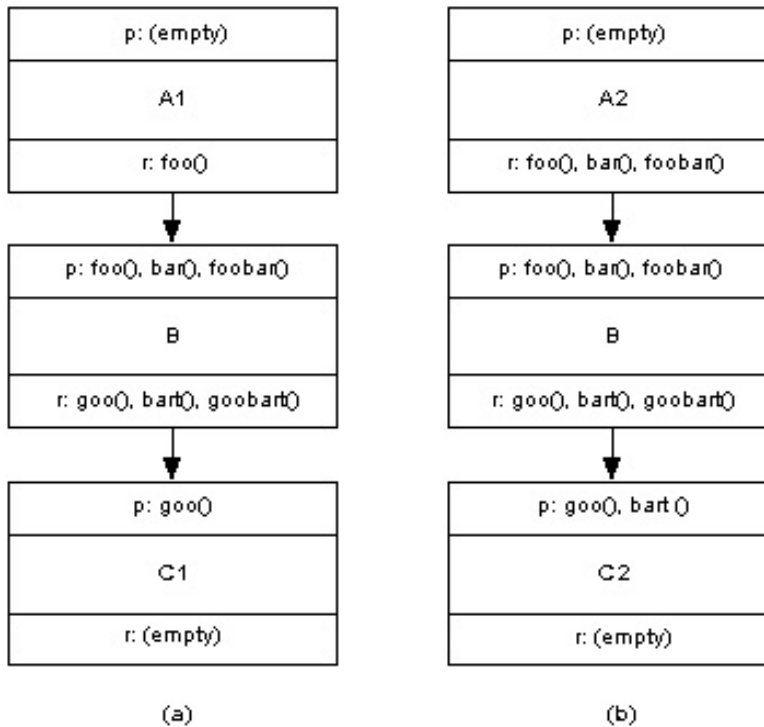 p: (empty)
A1
r: foo()
p: foo(), bar(), foobar()
B
r: goo(), bart(), goobart()
p: goo()
C1
r: (empty)
(a)
p: (empty)
A2
r: foo(), bar(), foobar()
p: foo(), bar(), foobar()
B
r: goo(), bart(), goobart()
p: goo(), bart ()
C2
r: (empty)
(b)